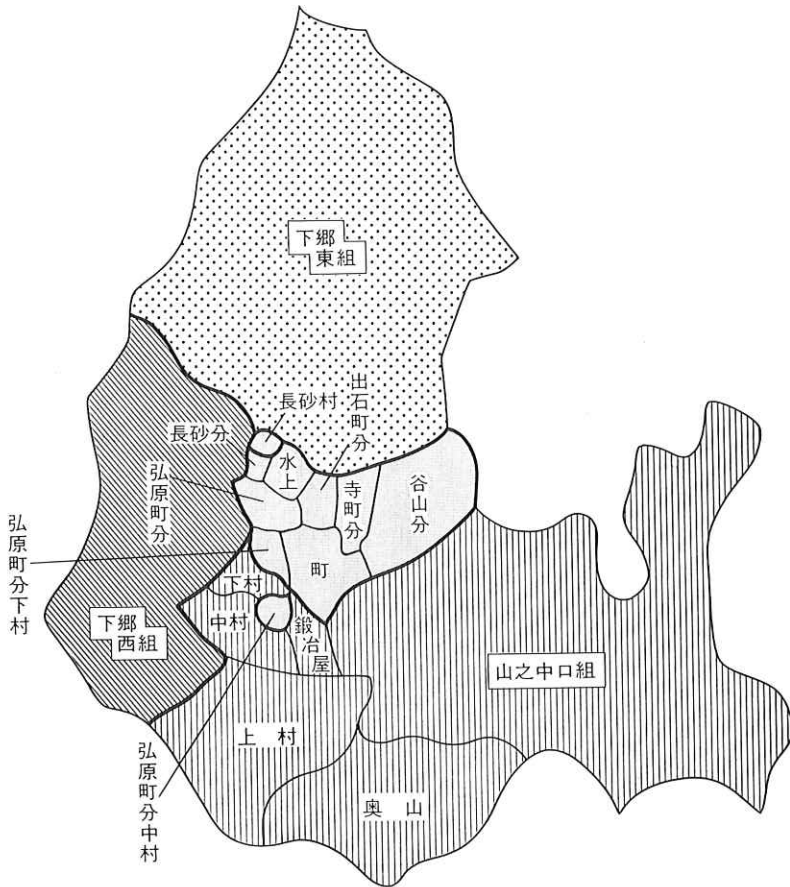 下郷
東組
出石町分
長砂村
長砂分
水上
弘原町分
寺町分
谷山分
弘原町分下村
町
下村
下郷
西組
中村
鍛冶屋
山之中口組
上村
弘原町分中村
奥山